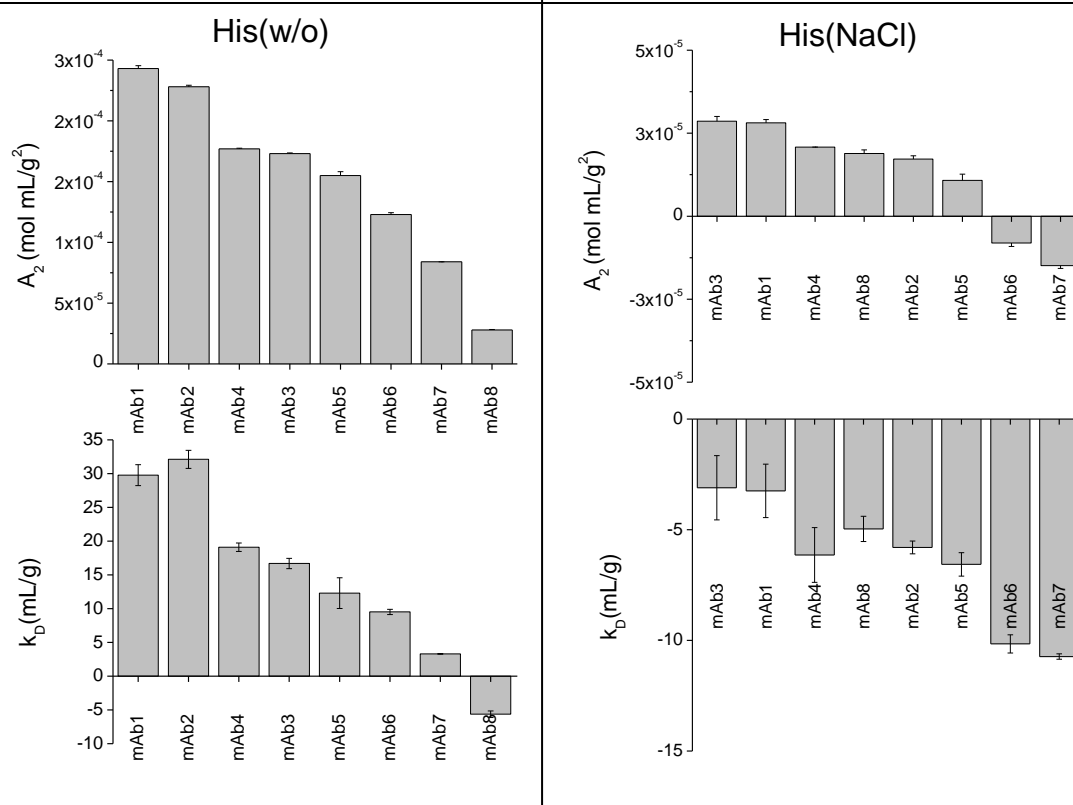 His(w/o)
3x10⁻⁴
2x10⁻⁴
2x10⁻⁴
1x10⁻⁴
5x10⁻⁵
0
A₂ (mol mL/g²)
mAb1
mAb2
mAb4
mAb3
mAb5
mAb6
mAb7
mAb8
35
30
25
20
15
10
5
0
-5
-10
k_D(mL/g)
mAb1
mAb2
mAb4
mAb3
mAb5
mAb6
mAb7
mAb8
His(NaCl)
5x10⁻⁵
3x10⁻⁵
0
-3x10⁻⁵
-5x10⁻⁵
A₂ (mol mL/g²)
mAb3
mAb1
mAb4
mAb8
mAb2
mAb5
mAb6
mAb7
0
-5
-10
-15
k_D(mL/g)
mAb3
mAb1
mAb4
mAb8
mAb2
mAb5
mAb6
mAb7